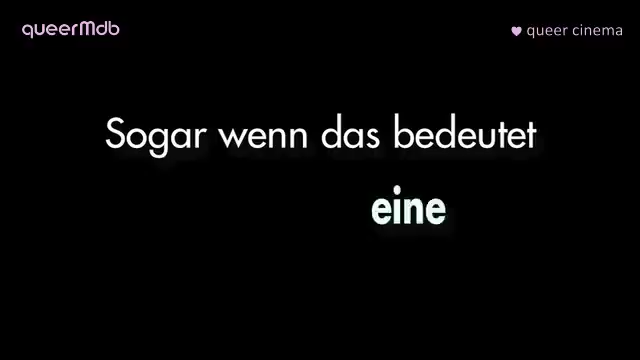 queerMdb
♥ queer cinema
Sogar wenn das bedeutet
eine